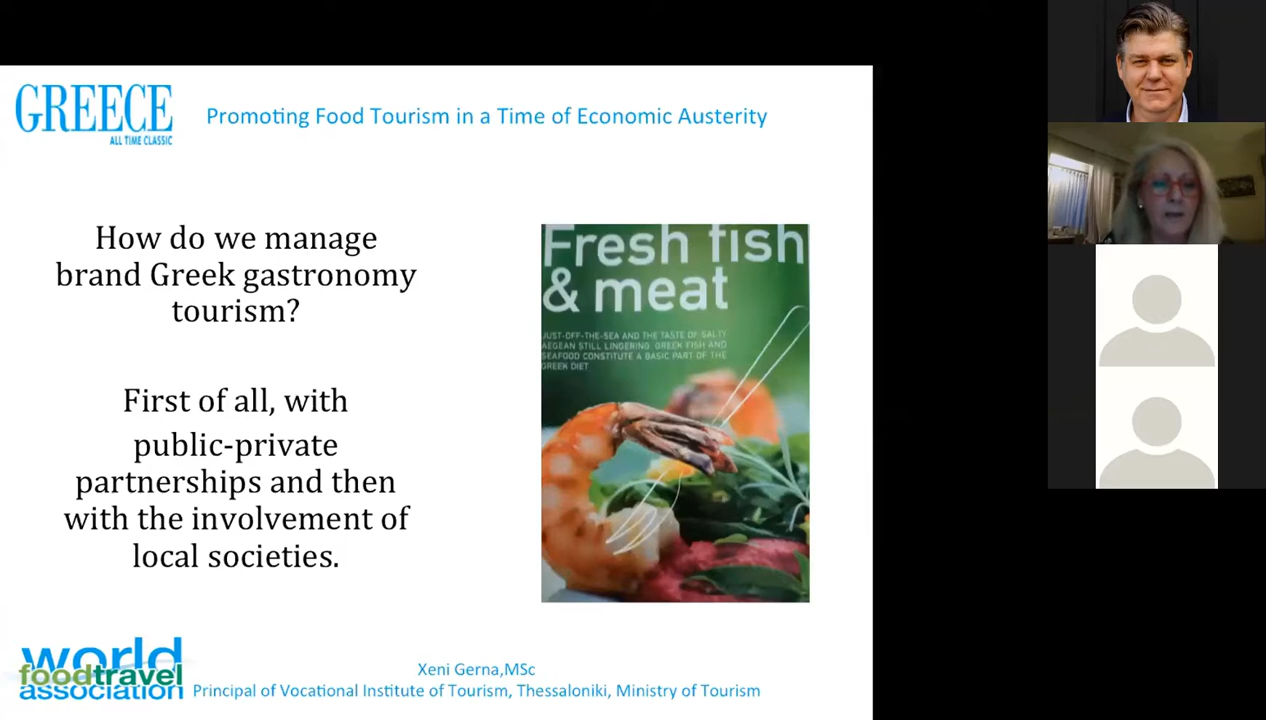 GREECE
ALL TIME CLASSIC
Promoting Food Tourism in a Time of Economic Austerity
How do we manage
brand Greek gastronomy
tourism?
First of all, with
public-private
partnerships and then
with the involvement of
local societies.
Fresh fish
& meat
JUST-OFF-THE-SEA AND THE TASTE OF SALTY
AEGEAN STILL LINGERING. GREEK FISH AND
SEAFOOD CONSTITUTE A BASIC PART OF THE
GREEK DIET
world
foodtravel
association
Xeni Gerna,MSc
Principal of Vocational Institute of Tourism, Thessaloniki, Ministry of Tourism